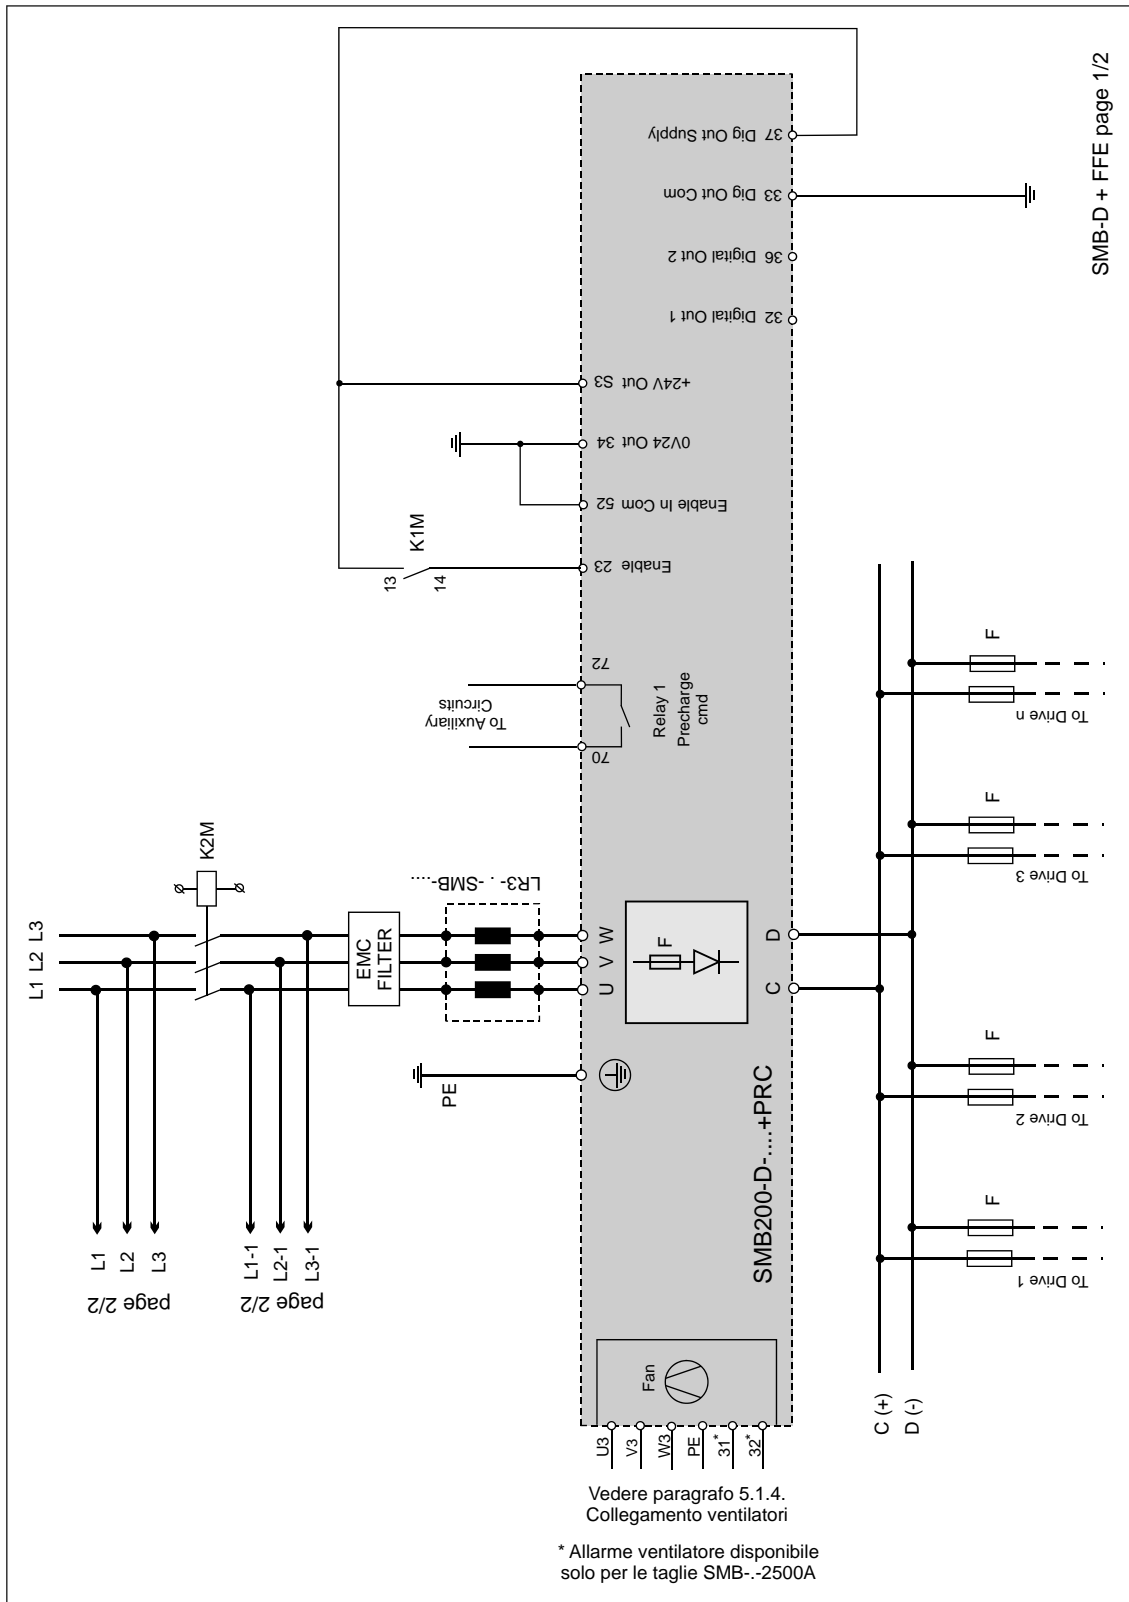 SMB-D + FFE page 1/2
37 Dig Out Supply
33 Dig Out Com
36 Digital Out 2
32 Digital Out 1
+24V Out S3
0V24 Out 34
Enable In Com 52
Enable 23
K1M
13
14
72
70
Relay 1
Precharge
cmd
To Auxiliary
Circuits
K2M
L1 L2 L3
EMC
FILTER
LR3-. .-SMB-....
U V W
F
C D
PE
L1
L2
L3
page 2/2
L1-1
L2-1
L3-1
page 2/2
SMB200-D-....+PRC
F
To Drive n
F
To Drive 3
F
To Drive 2
F
To Drive 1
C (+)
D (-)
Fan
U3
V3
W3
PE
31*
32*
Vedere paragrafo 5.1.4.
Collegamento ventilatori
* Allarme ventilatore disponibile
solo per le taglie SMB-.-2500A